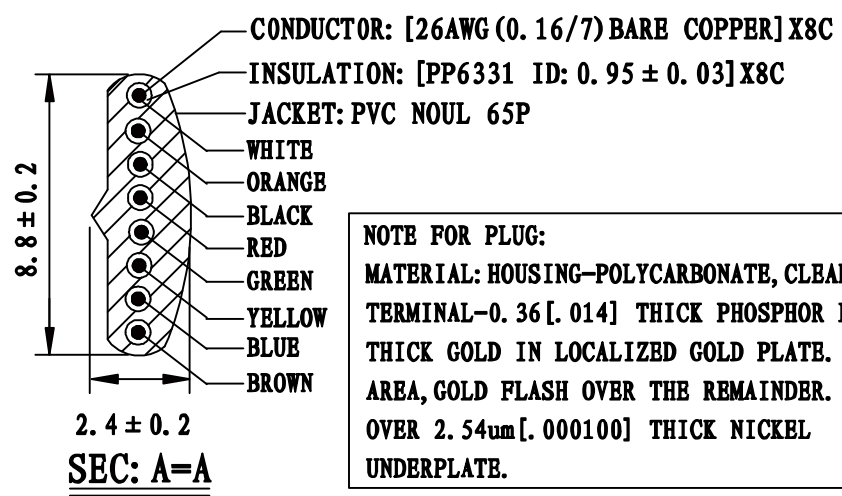 CONDUCTOR: [26AWG(0.16/7)BARE COPPER]X8C
INSULATION: [PP6331 ID: 0.95±0.03]X8C
JACKET: PVC NOUL 65P
WHITE
ORANGE
BLACK
RED
GREEN
YELLOW
BLUE
BROWN
8.8±0.2
2.4±0.2
SEC: A=A
NOTE FOR PLUG:
MATERIAL: HOUSING-POLYCARBONATE, CLEA
TERMINAL-0.36[.014] THICK PHOSPHOR
THICK GOLD IN LOCALIZED GOLD PLATE.
AREA, GOLD FLASH OVER THE REMAINDER.
OVER 2.54um[.000100] THICK NICKEL
UNDERPLATE.